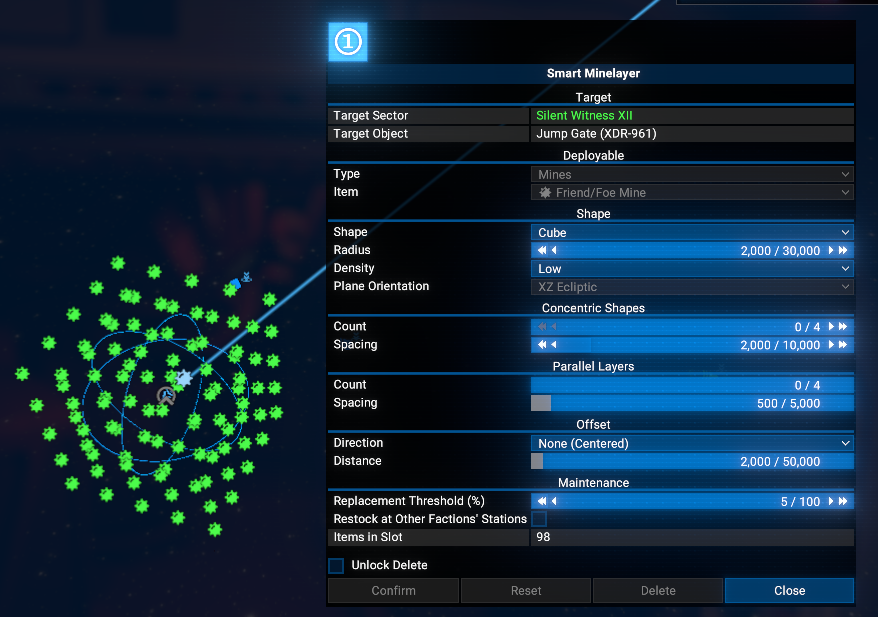 1
Smart Minelayer
Target
Target Sector Silent Witness XII
Target Object Jump Gate (XDR-961)
Deployable
Type Mines
Item Friend/Foe Mine
Shape
Shape Cube
Radius 2,000 / 30,000
Density Low
Plane Orientation XZ Ecliptic
Concentric Shapes
Count 0 / 4
Spacing 2,000 / 10,000
Parallel Layers
Count 0 / 4
Spacing 500 / 5,000
Offset
Direction None (Centered)
Distance 2,000 / 50,000
Maintenance
Replacement Threshold (%) 5 / 100
Restock at Other Factions' Stations
Items in Slot 98
Unlock Delete
Confirm Reset Delete Close